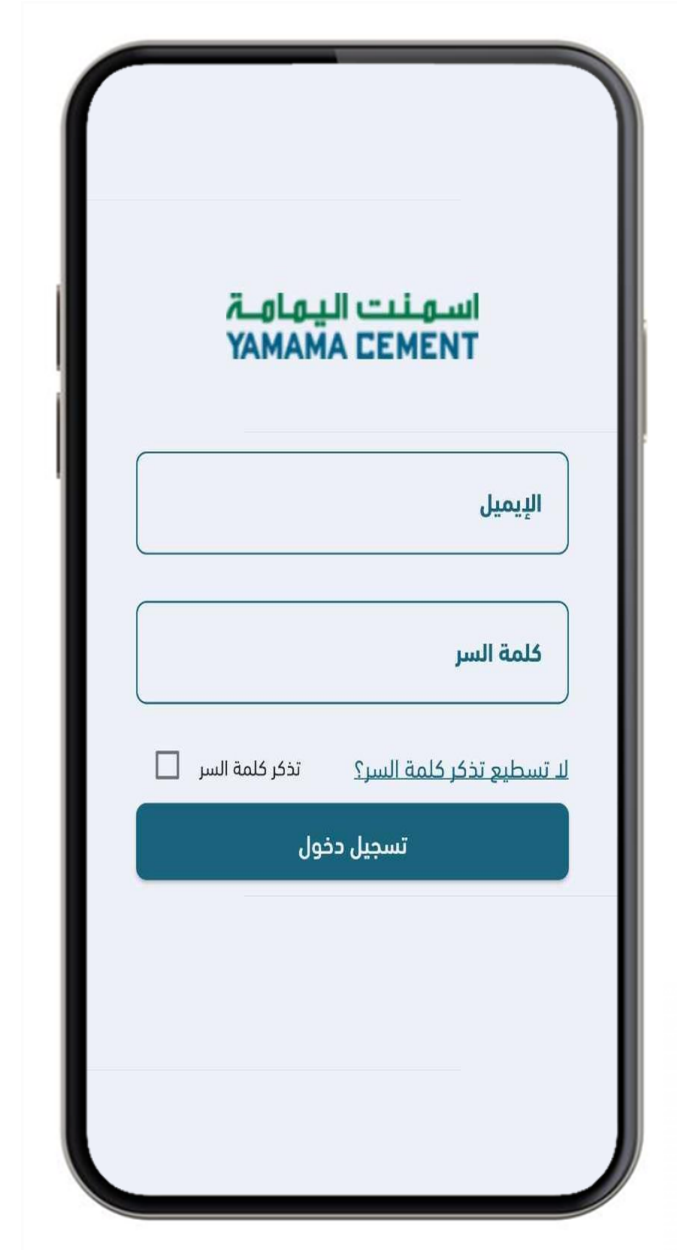 اسمنت اليمامة
YAMAMA CEMENT
الإيميل
كلمة السر
لا تسطيع تذكر كلمة السر؟ تذكر كلمة السر
تسجيل دخول